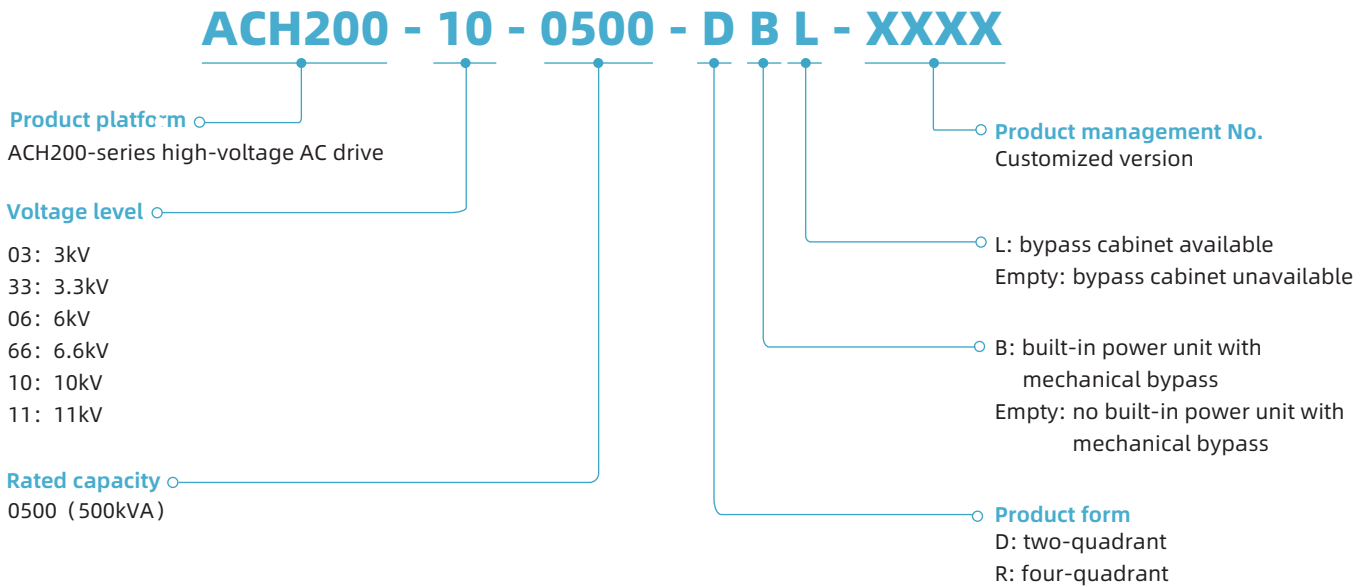 ACH200 - 10 - 0500 - D B L - XXXX
Product platform
ACH200-series high-voltage AC drive
Voltage level
03: 3kV
33: 3.3kV
06: 6kV
66: 6.6kV
10: 10kV
11: 11kV
Rated capacity
0500 (500kVA)
Product management No.
Customized version
L: bypass cabinet available
Empty: bypass cabinet unavailable
B: built-in power unit with
mechanical bypass
Empty: no built-in power unit with
mechanical bypass
Product form
D: two-quadrant
R: four-quadrant